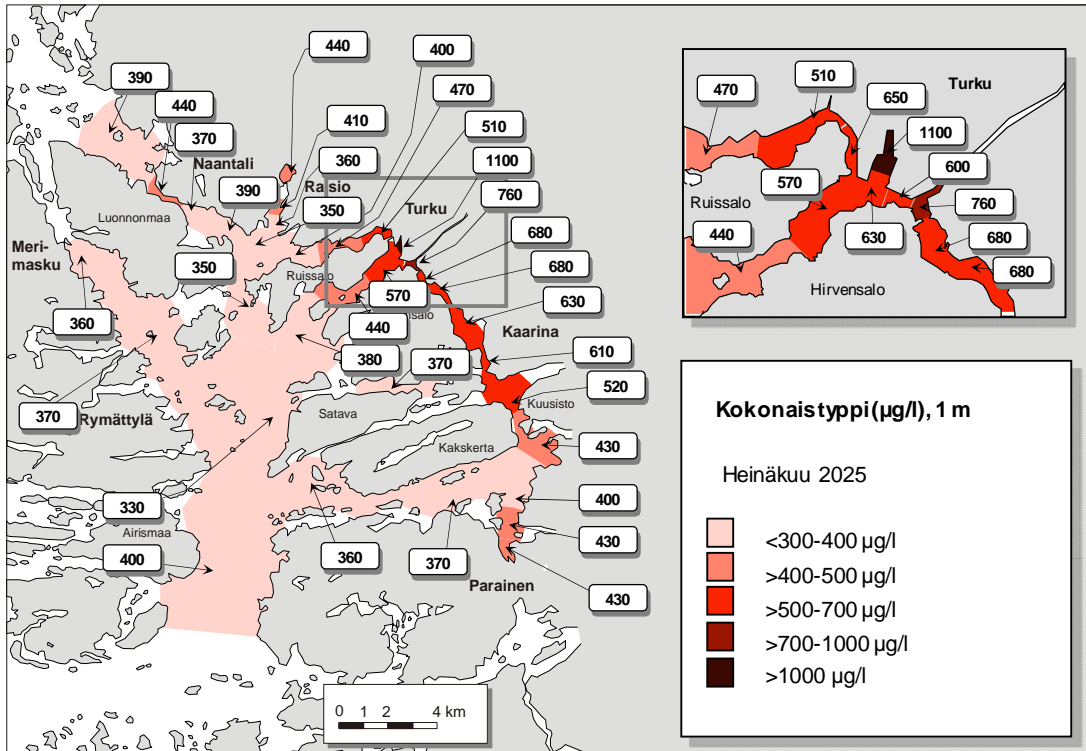 440
400
390
470
440
410
510
370
360
1100
Naantali
Raisio
390
350
Turku
760
Luonnonmaa
680
Meri-
masku
350
Ruissalo
680
570
360
440
nsalo
630
Kaarina
380
370
610
370
Rymättylä
Satava
520
Kuusisto
Kakskerta
430
330
400
Airismaa
400
360
370
430
Parainen
430
0 1 2 4 km
510
Turku
470
650
1100
570
600
Ruissalo
760
440
630
680
680
Hirvensalo
Kokonaistyppi (µg/l), 1 m
Heinäkuu 2025
<300-400 µg/l
>400-500 µg/l
>500-700 µg/l
>700-1000 µg/l
>1000 µg/l